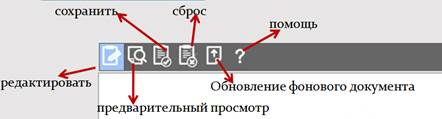 сохранить
сброс
помощь
?
редактировать
Обновление фонового документа
предварительный просмотр